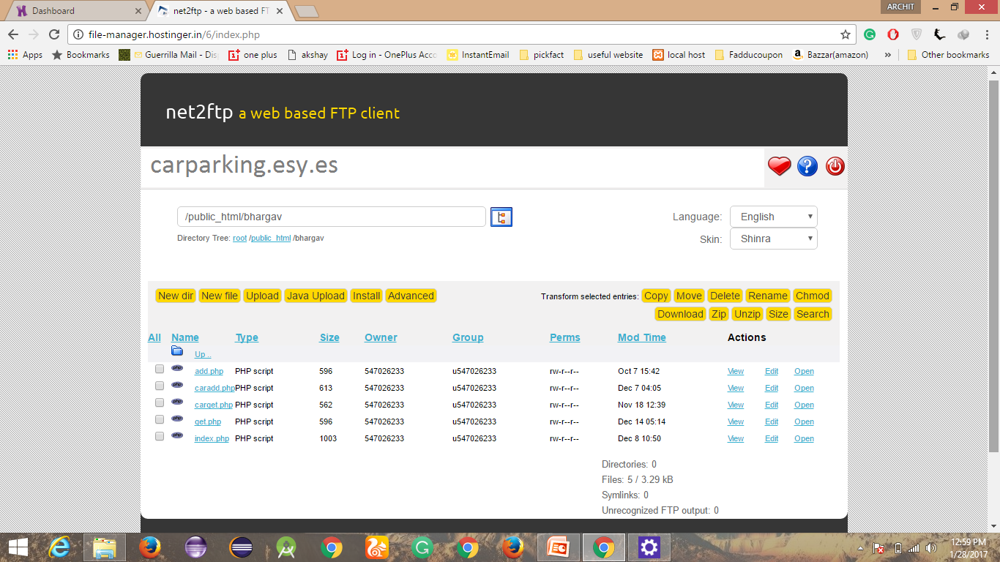 Dashboard
net2ftp - a web based FT
ARCHIT
file-manager.hostinger.in/6/index.php
Apps
Bookmarks
Guerrilla Mail - Dis
one plus
akshay
Log in - OnePlus Acco
InstantEmail
pickfact
useful website
local host
Fadducoupon
Bazzar(amazon)
»
Other bookmarks
net2ftp a web based FTP client
carparking.esy.es
/public_html/bhargav
Language: English
Directory Tree: root /public_html /bhargav
Skin: Shinra
New dir New file Upload Java Upload Install Advanced
Transform selected entries: Copy Move Delete Rename Chmod
Download Zip Unzip Size Search
All Name Type Size Owner Group Perms Mod Time Actions
Up ..
php add.php PHP script 596 547026233 u547026233 rw-r--r-- Oct 7 15:42 View Edit Open
php caradd.php PHP script 613 547026233 u547026233 rw-r--r-- Dec 7 04:05 View Edit Open
php carget.php PHP script 562 547026233 u547026233 rw-r--r-- Nov 18 12:39 View Edit Open
php get.php PHP script 596 547026233 u547026233 rw-r--r-- Dec 14 05:14 View Edit Open
php index.php PHP script 1003 547026233 u547026233 rw-r--r-- Dec 8 10:50 View Edit Open
Directories: 0
Files: 5 / 3.29 kB
Symlinks: 0
Unrecognized FTP output: 0
12:59 PM
1/28/2017